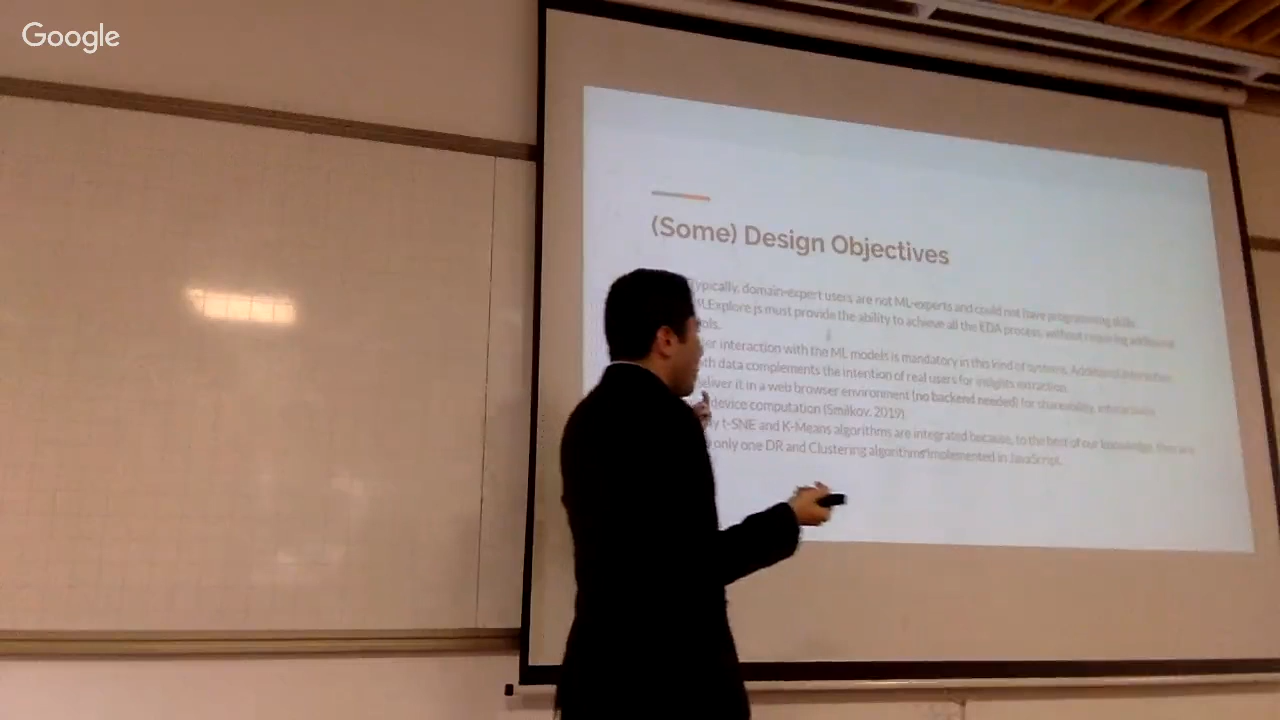 Google
(Some) Design Objectives
ypically, domain-expert users are not ML-experts and could not have programming skills.
Explore.js must provide the ability to achieve all the EDA process, without requiring additional
ols.
er interaction with the ML models is mandatory in this kind of systems. Additional interaction
th data complements the intention of real users for insights extraction.
eliver it in a web browser environment (no backend needed) for shareability, interactivity
device computation (Smilkov, 2019)
ly t-SNE and K-Means algorithms are integrated because, to the best of our knowledge,
only one DR and Clustering algorithms implemented in JavaScript.